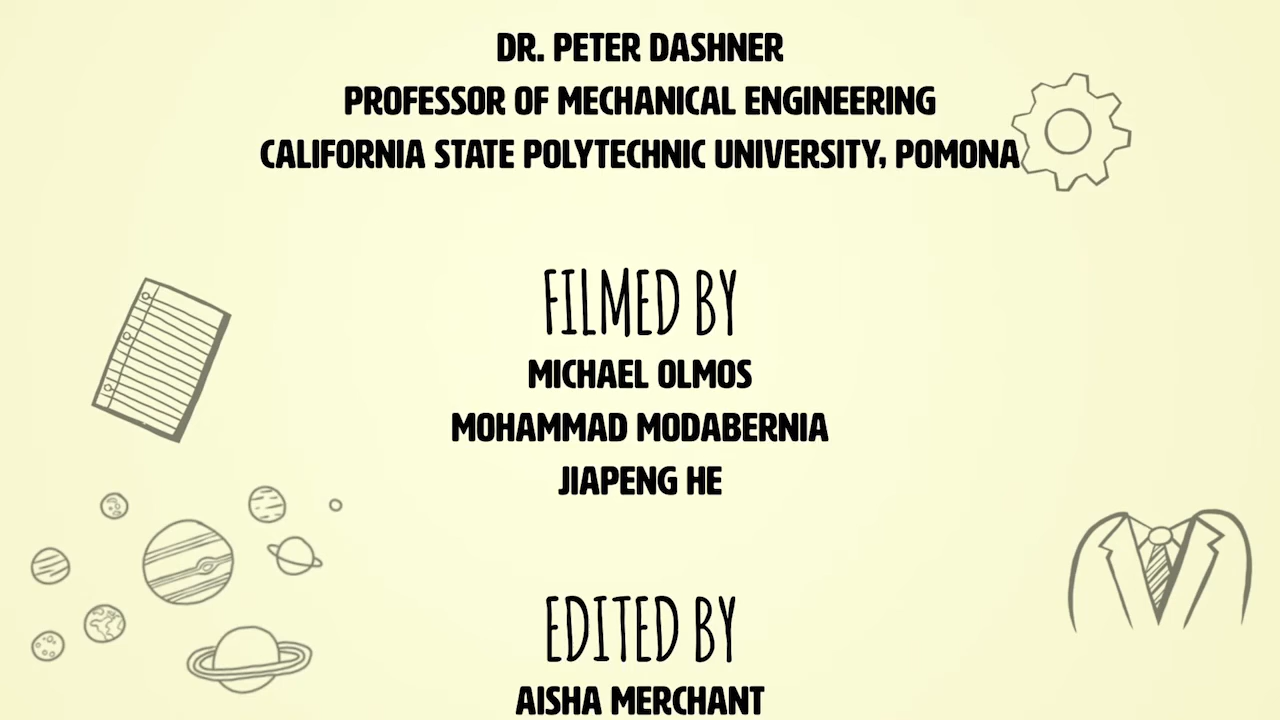 DR. PETER DASHNER
PROFESSOR OF MECHANICAL ENGINEERING
CALIFORNIA STATE POLYTECHNIC UNIVERSITY, POMONA
FILMED BY
MICHAEL OLMOS
MOHAMMAD MODABERNIA
JIAPENG HE
EDITED BY
AISHA MERCHANT